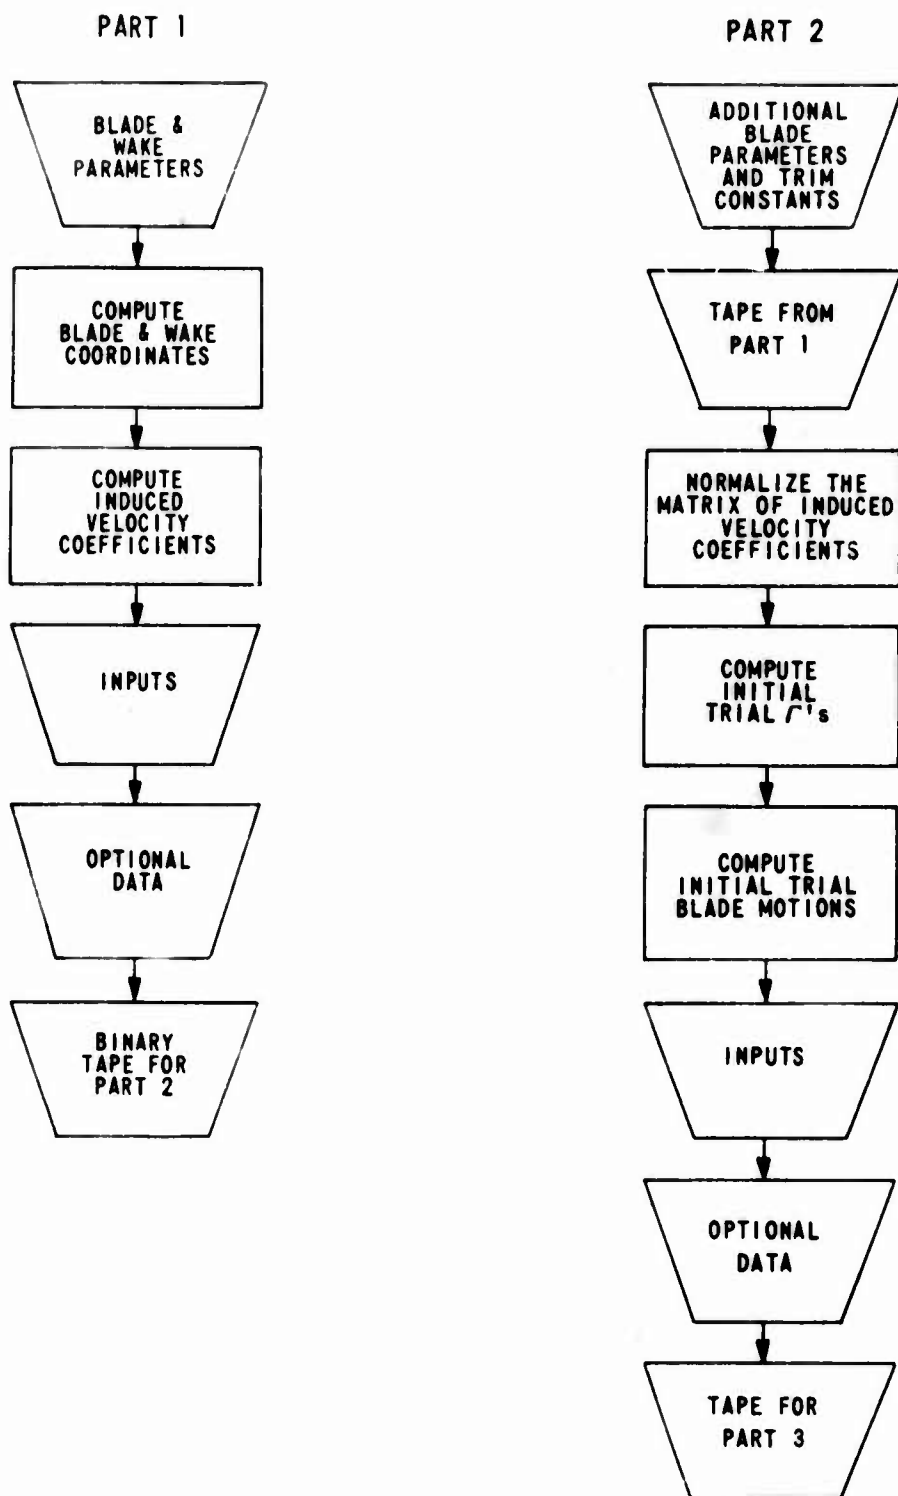 PART 1
BLADE &
WAKE
PARAMETERS
COMPUTE
BLADE & WAKE
COORDINATES
COMPUTE
INDUCED
VELOCITY
COEFFICIENTS
INPUTS
OPTIONAL
DATA
BINARY
TAPE FOR
PART 2
PART 2
ADDITIONAL
BLADE
PARAMETERS
AND TRIM
CONSTANTS
TAPE FROM
PART 1
NORMALIZE THE
MATRIX OF INDUCED
VELOCITY
COEFFICIENTS
COMPUTE
INITIAL
TRIAL Γ's
COMPUTE
INITIAL TRIAL
BLADE MOTIONS
INPUTS
OPTIONAL
DATA
TAPE FOR
PART 3